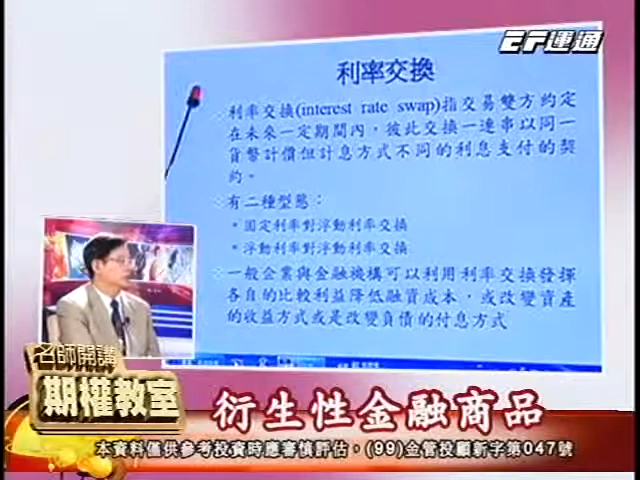 EF運通
利率交換
利率交換(interest rate swap)指交易雙方約定
在未來一定期間內，彼此交換一連串以同一
貨幣計價但計息方式不同的利息支付的契
約。
有二種型態：
固定利率對浮動利率交換
浮動利率對浮動利率交換
一般企業與金融機構可以利用利率交換發揮
各自的比較利益降低融資成本，或改變資產
的收益方式或是改變負債的付息方式
名師開講
期權教室
衍生性金融商品
本資料僅供參考投資時應審慎評估，(99)金管投顧新字第047號